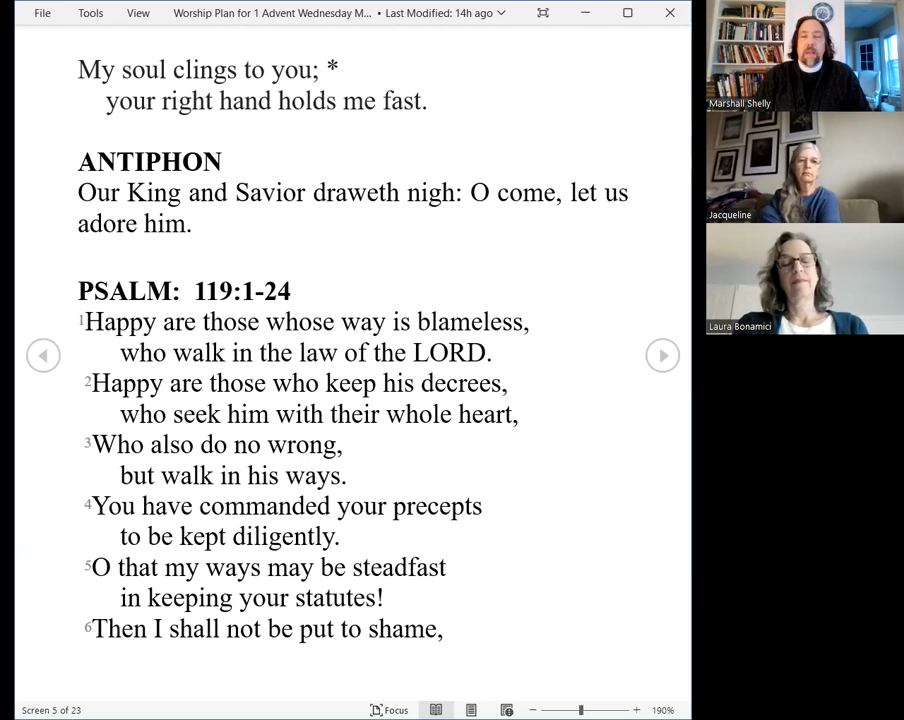 File Tools View Worship Plan for 1 Advent Wednesday M... • Last Modified: 14h ago
My soul clings to you; *
your right hand holds me fast.
ANTIPHON
Our King and Savior draweth nigh: O come, let us
adore him.
PSALM: 119:1-24
1Happy are those whose way is blameless,
who walk in the law of the LORD.
2Happy are those who keep his decrees,
who seek him with their whole heart,
3Who also do no wrong,
but walk in his ways.
4You have commanded your precepts
to be kept diligently.
5O that my ways may be steadfast
in keeping your statutes!
6Then I shall not be put to shame,
Screen 5 of 23 Focus 190%
Marshall Shelly
Jacqueline
Laura Bonamici